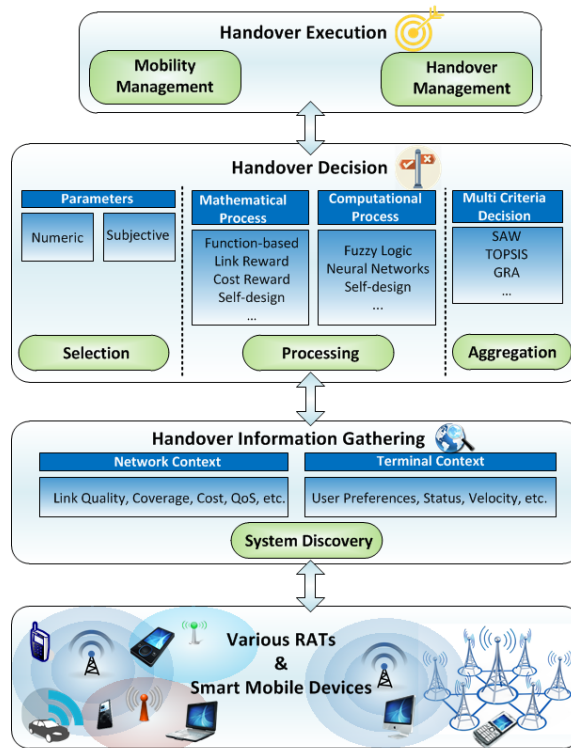 Handover Execution
Mobility
Management
Handover
Management
Handover Decision
Parameters
Numeric
Subjective
Selection
Mathematical
Process
Function-based
Link Reward
Cost Reward
Self-design
...
Computational
Process
Fuzzy Logic
Neural Networks
Self-design
...
Processing
Multi Criteria
Decision
SAW
TOPSIS
GRA
...
Aggregation
Handover Information Gathering
Network Context
Link Quality, Coverage, Cost, QoS, etc.
Terminal Context
User Preferences, Status, Velocity, etc.
System Discovery
Various RATs
&
Smart Mobile Devices